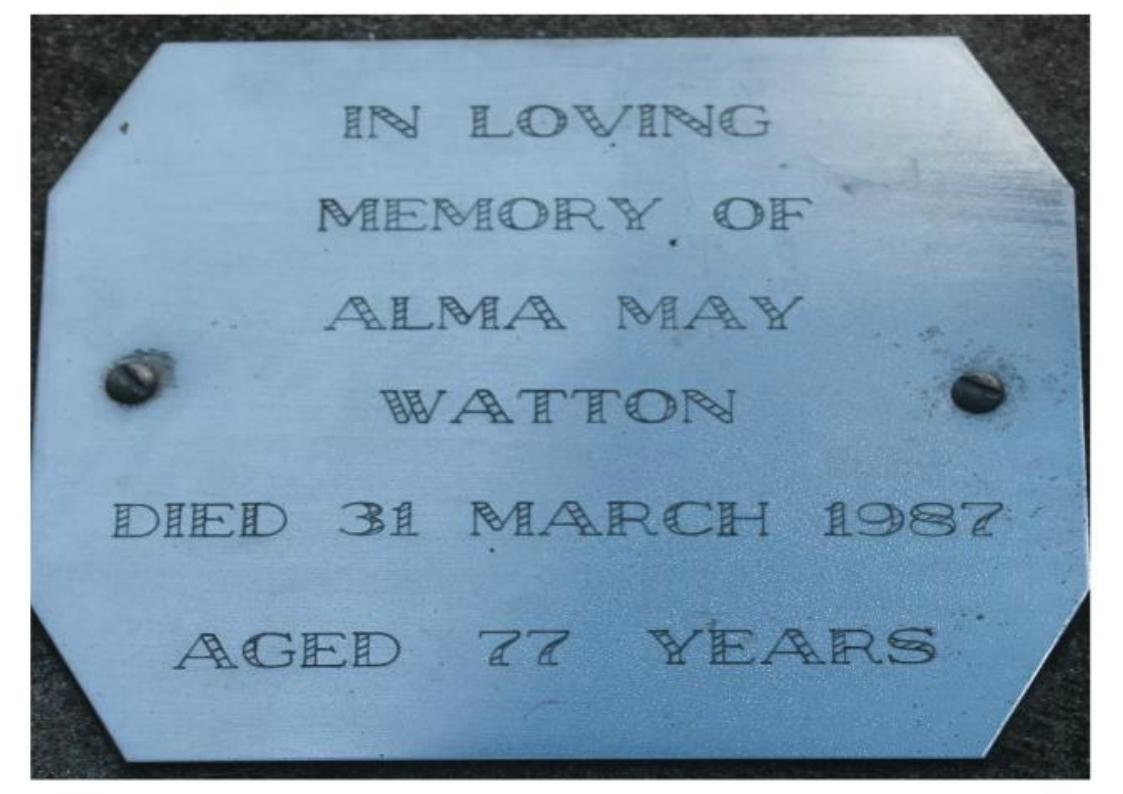 IN LOVING
MEMORY OF
ALMA MAY
WATTON
DIED 31 MARCH 1987
AGED 77 YEARS